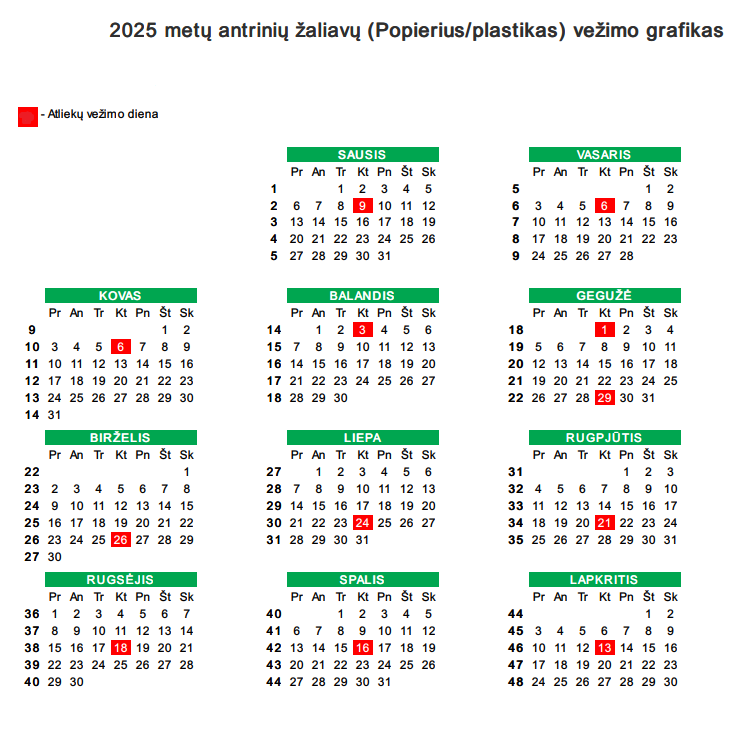 2025 metų antrinių žaliavų (Popierius/plastikas) vežimo grafikas
- Atliekų vežimo diena
SAUSIS
Pr An Tr Kt Pn Št Sk
1 1 2 3 4 5
2 6 7 8 9 10 11 12
3 13 14 15 16 17 18 19
4 20 21 22 23 24 25 26
5 27 28 29 30 31
VASARIS
Pr An Tr Kt Pn Št Sk
5 1 2
6 3 4 5 6 7 8 9
7 10 11 12 13 14 15 16
8 17 18 19 20 21 22 23
9 24 25 26 27 28
KOVAS
Pr An Tr Kt Pn Št Sk
9 1 2
10 3 4 5 6 7 8 9
11 10 11 12 13 14 15 16
12 17 18 19 20 21 22 23
13 24 25 26 27 28 29 30
14 31
BALANDIS
Pr An Tr Kt Pn Št Sk
14 1 2 3 4 5 6
15 7 8 9 10 11 12 13
16 14 15 16 17 18 19 20
17 21 22 23 24 25 26 27
18 28 29 30
GEGUŽĖ
Pr An Tr Kt Pn Št Sk
18 1 2 3 4
19 5 6 7 8 9 10 11
20 12 13 14 15 16 17 18
21 19 20 21 22 23 24 25
22 26 27 28 29 30 31
BIRŽELIS
Pr An Tr Kt Pn Št Sk
22 1
23 2 3 4 5 6 7 8
24 9 10 11 12 13 14 15
25 16 17 18 19 20 21 22
26 23 24 25 26 27 28 29
27 30
LIEPA
Pr An Tr Kt Pn Št Sk
27 1 2 3 4 5 6
28 7 8 9 10 11 12 13
29 14 15 16 17 18 19 20
30 21 22 23 24 25 26 27
31 28 29 30 31
RUGPJŪTIS
Pr An Tr Kt Pn Št Sk
31 1 2 3
32 4 5 6 7 8 9 10
33 11 12 13 14 15 16 17
34 18 19 20 21 22 23 24
35 25 26 27 28 29 30 31
RUGSĖJIS
Pr An Tr Kt Pn Št Sk
36 1 2 3 4 5 6 7
37 8 9 10 11 12 13 14
38 15 16 17 18 19 20 21
39 22 23 24 25 26 27 28
40 29 30
SPALIS
Pr An Tr Kt Pn Št Sk
40 1 2 3 4 5
41 6 7 8 9 10 11 12
42 13 14 15 16 17 18 19
43 20 21 22 23 24 25 26
44 27 28 29 30 31
LAPKRITIS
Pr An Tr Kt Pn Št Sk
44 1 2
45 3 4 5 6 7 8 9
46 10 11 12 13 14 15 16
47 17 18 19 20 21 22 23
48 24 25 26 27 28 29 30